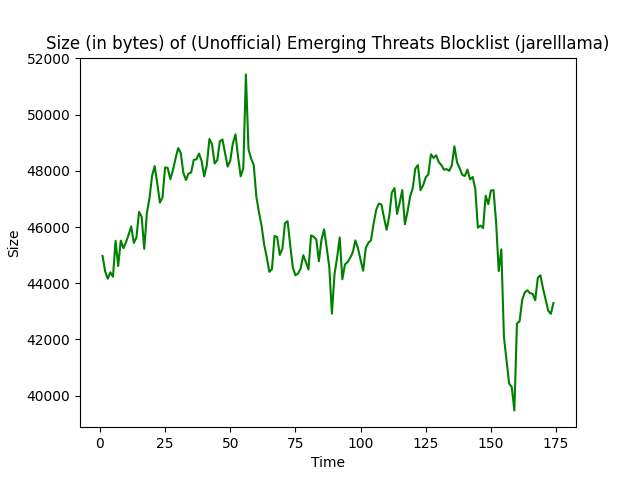 Size (in bytes) of (Unofficial) Emerging Threats Blocklist (jarelllama)
52000
50000
48000
46000
44000
42000
40000
Size
0 25 50 75 100 125 150 175
Time